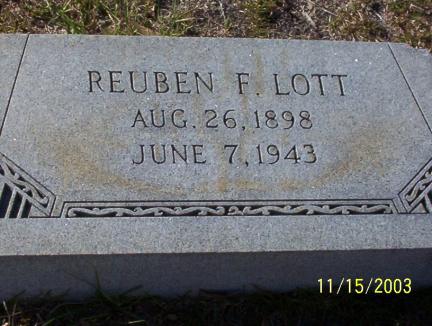 REUBEN F. LOTT
AUG. 26, 1898
JUNE 7, 1943
11/15/2003